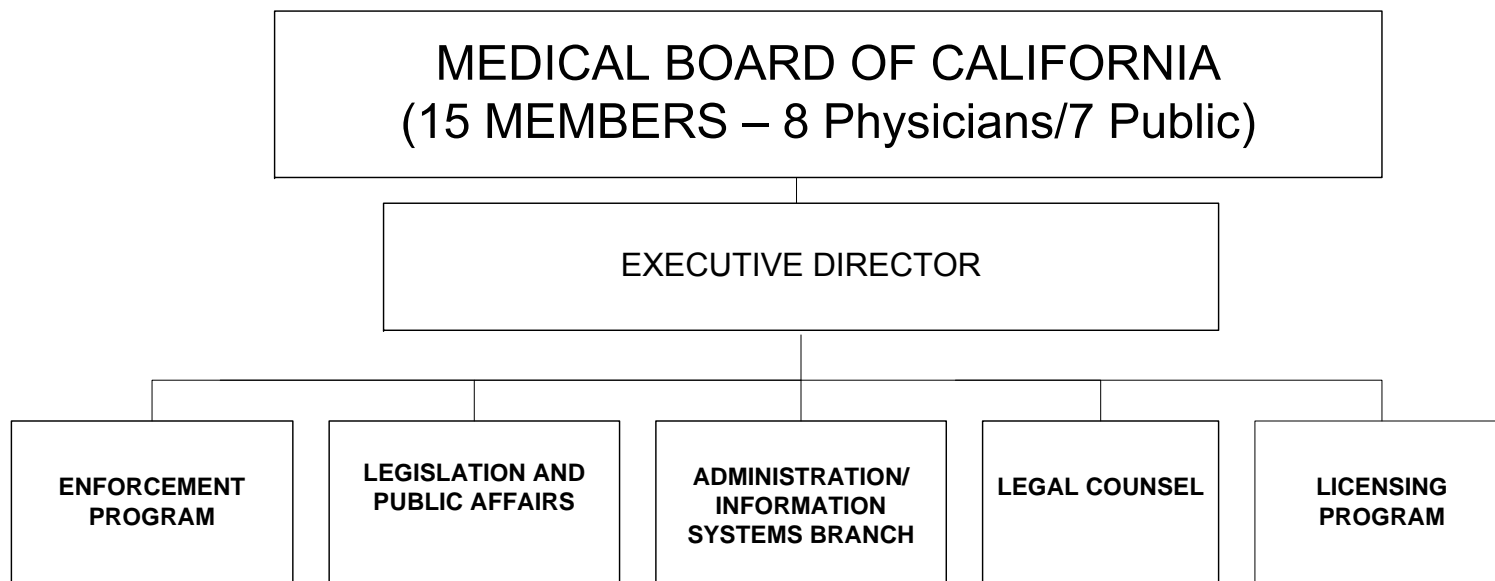 MEDICAL BOARD OF CALIFORNIA
(15 MEMBERS – 8 Physicians/7 Public)
EXECUTIVE DIRECTOR
ENFORCEMENT
PROGRAM
LEGISLATION AND
PUBLIC AFFAIRS
ADMINISTRATION/
INFORMATION
SYSTEMS BRANCH
LEGAL COUNSEL
LICENSING
PROGRAM